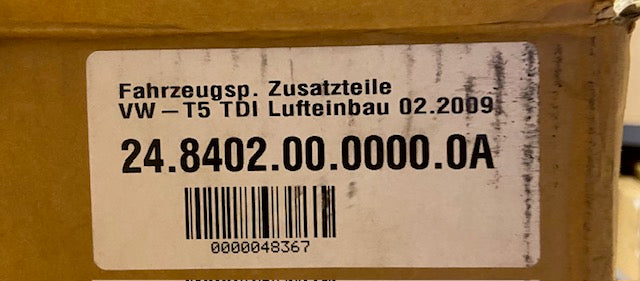 Fahrzeugsp. Zusatzteile
VW–T5 TDI Lufteinbau 02.2009
24.8402.00.0000.0A
0000048367